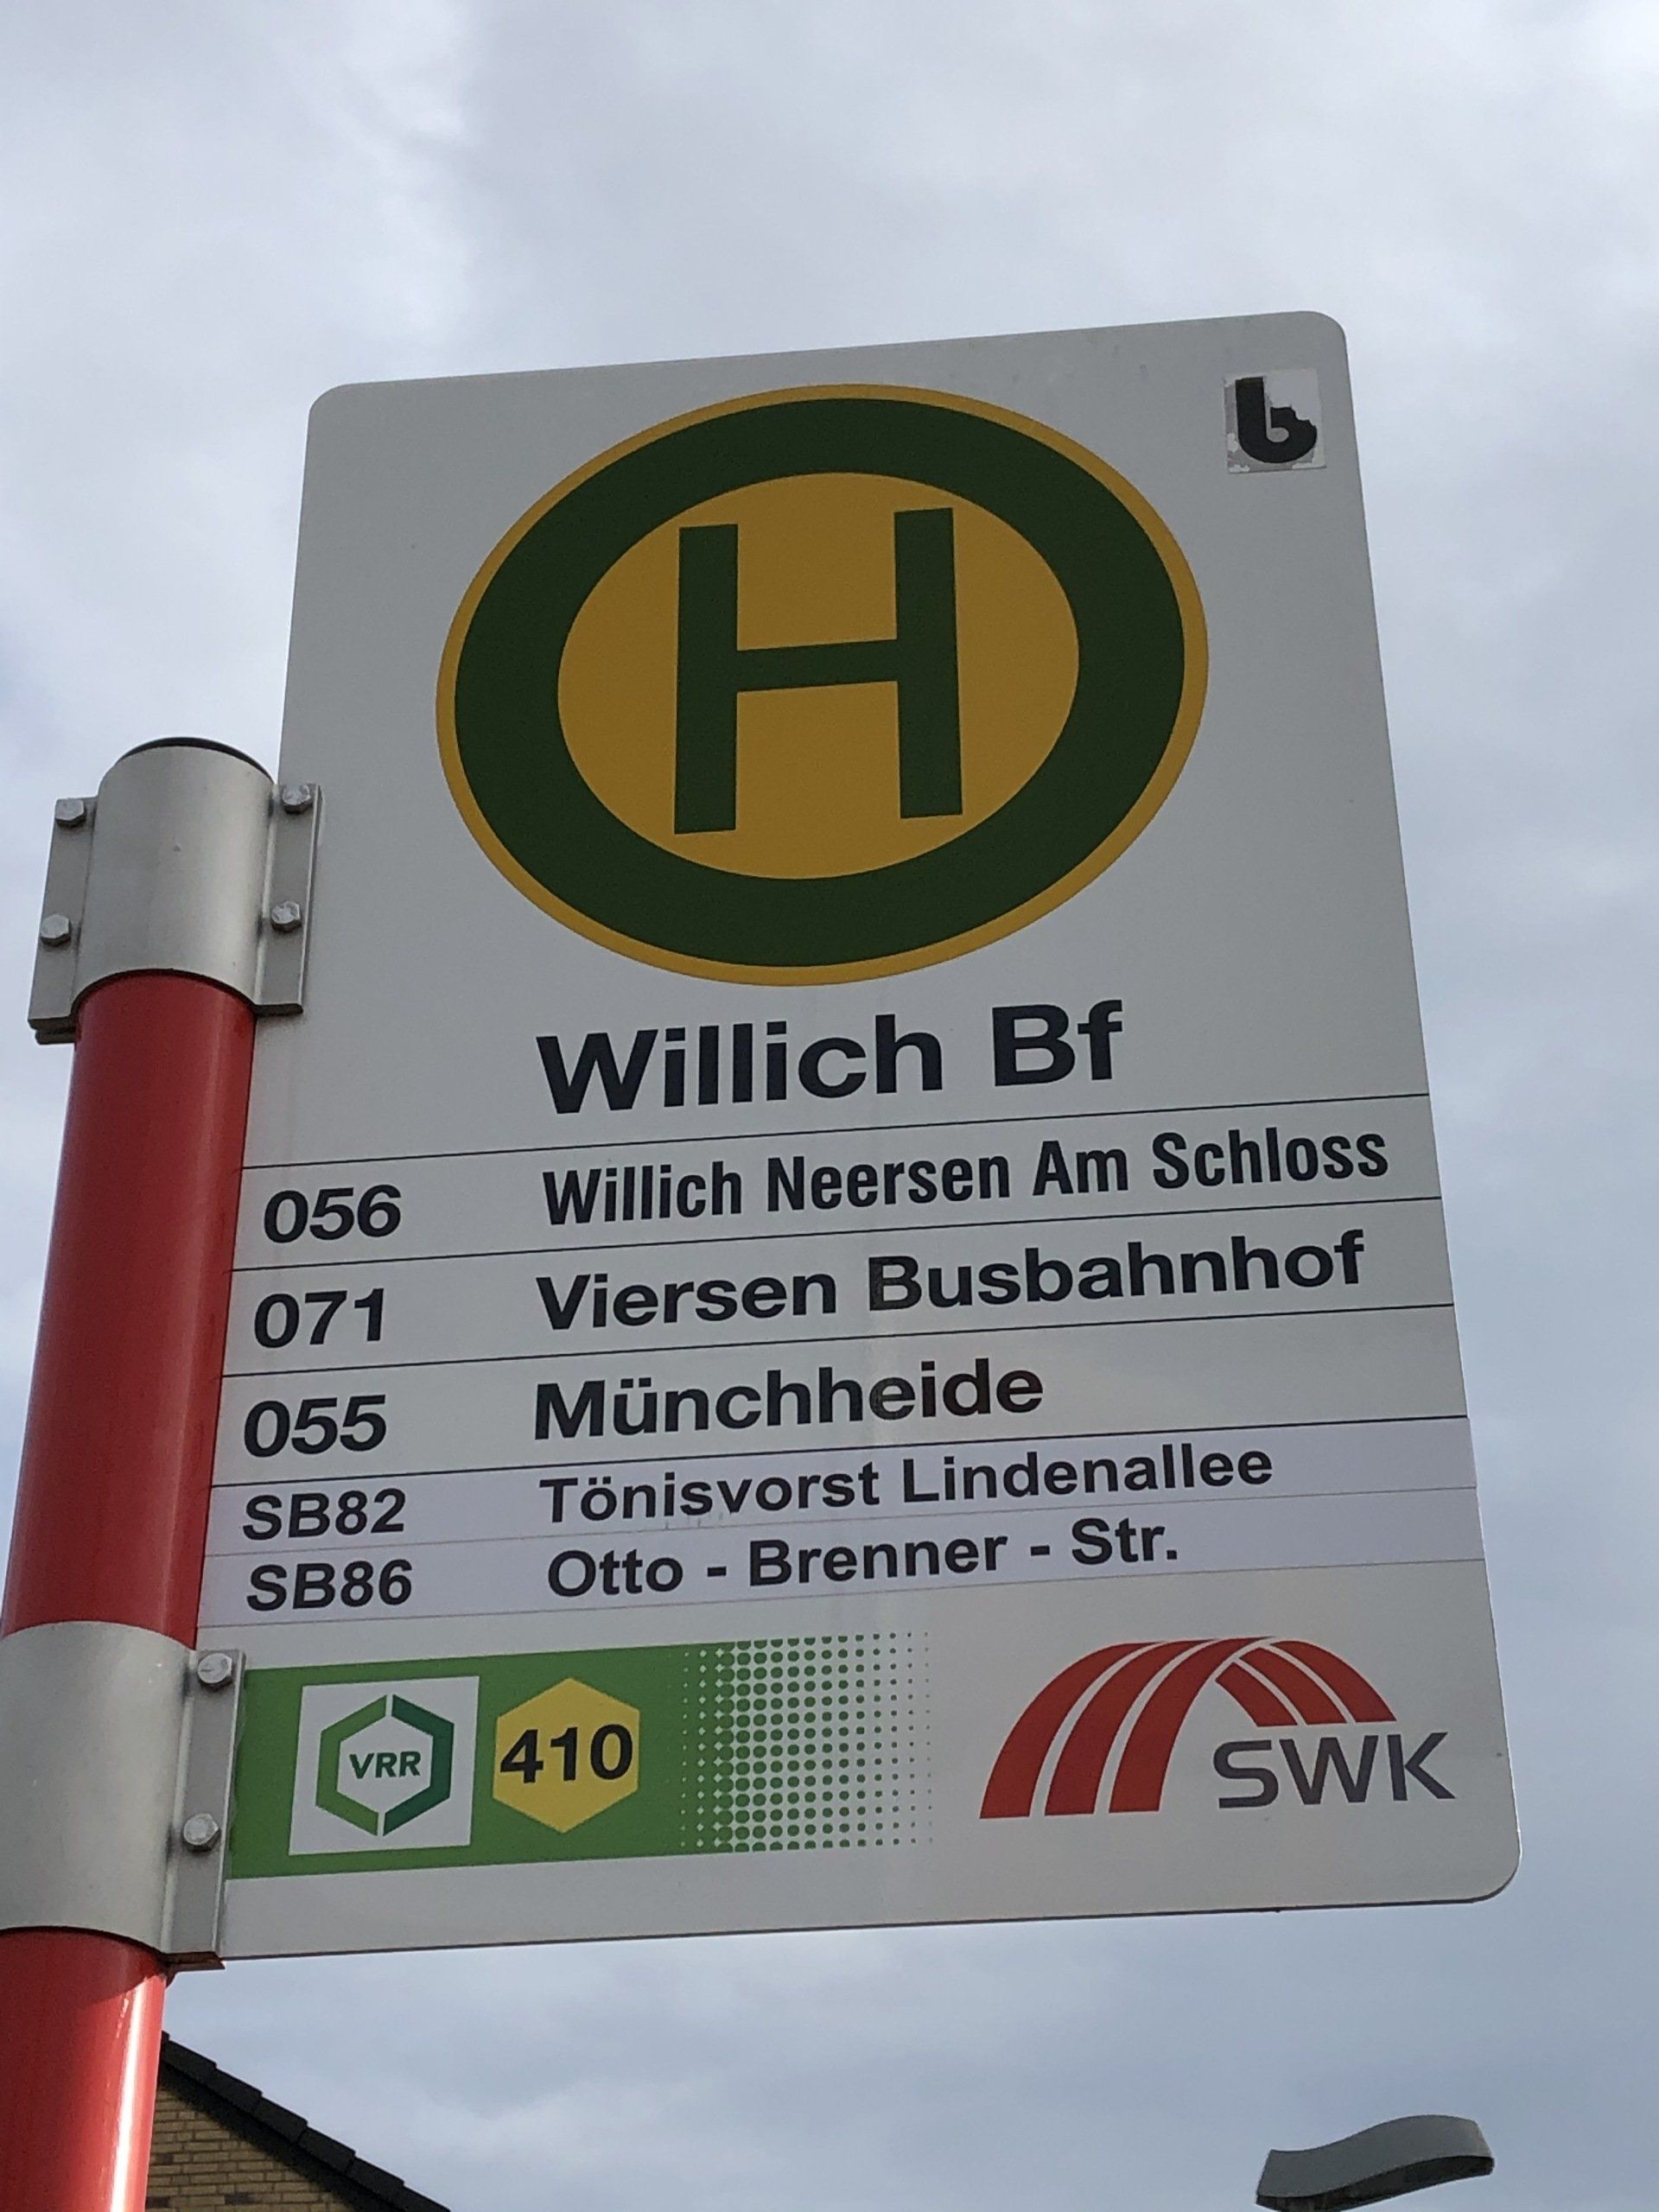 b
H
Willich Bf
056 Willich Neersen Am Schloss
071 Viersen Busbahnhof
055 Münchheide
SB82 Tönisvorst Lindenallee
SB86 Otto - Brenner - Str.
VRR 410 SWK